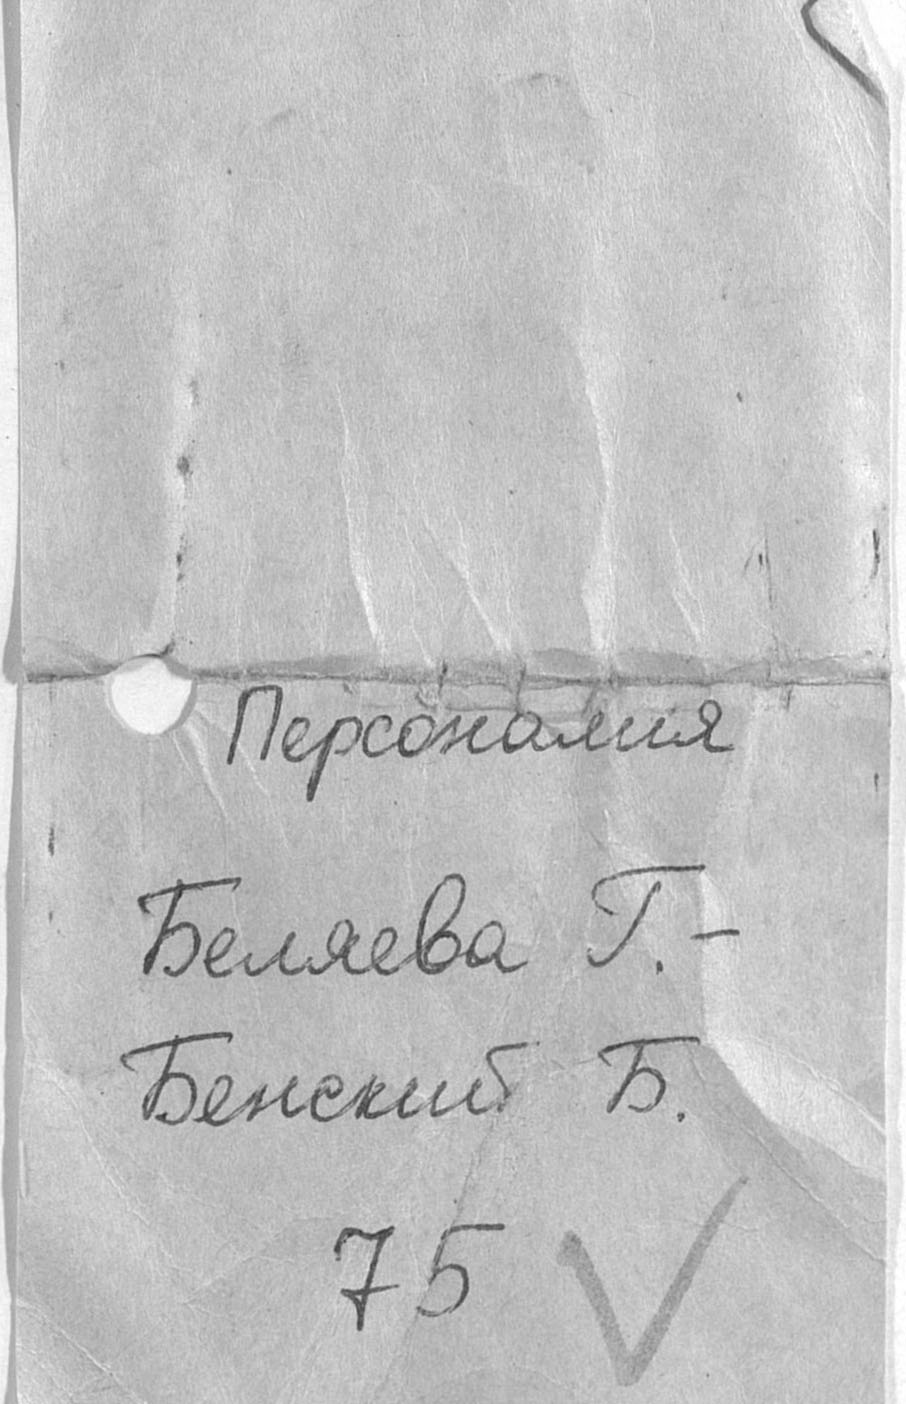 Персоналия
Беляева Г. -
Бенский Б.
75 ✓